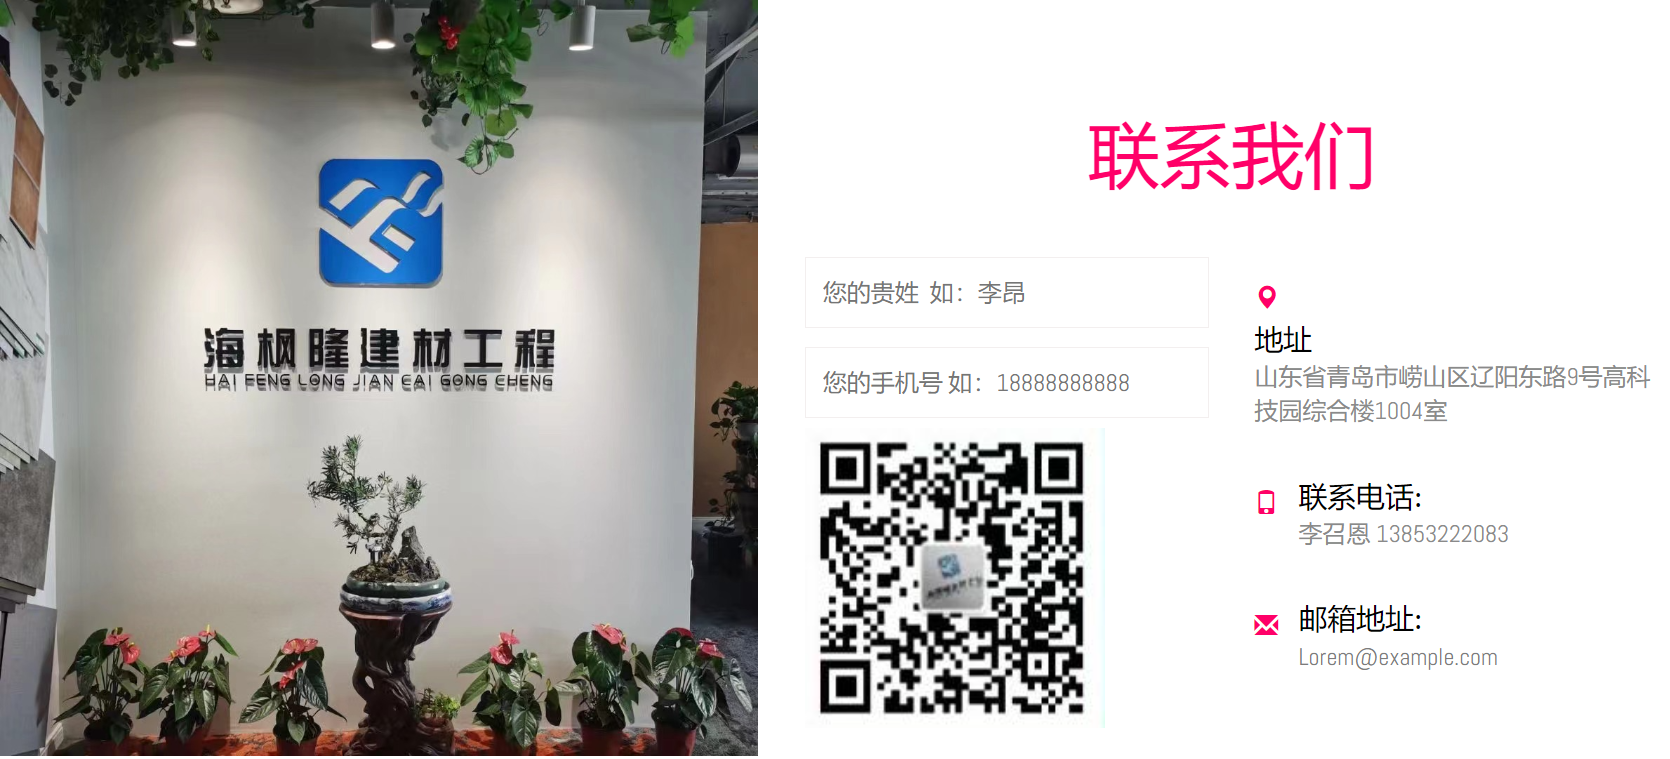 海枫隆建材工程
HAI FENG LONG JIAN CAI GONG CHENG
联系我们
您的贵姓 如：李昂
您的手机号 如：18888888888
地址
山东省青岛市崂山区辽阳东路9号高科
技园综合楼1004室
联系电话:
李召恩 13853222083
邮箱地址:
Lorem@example.com